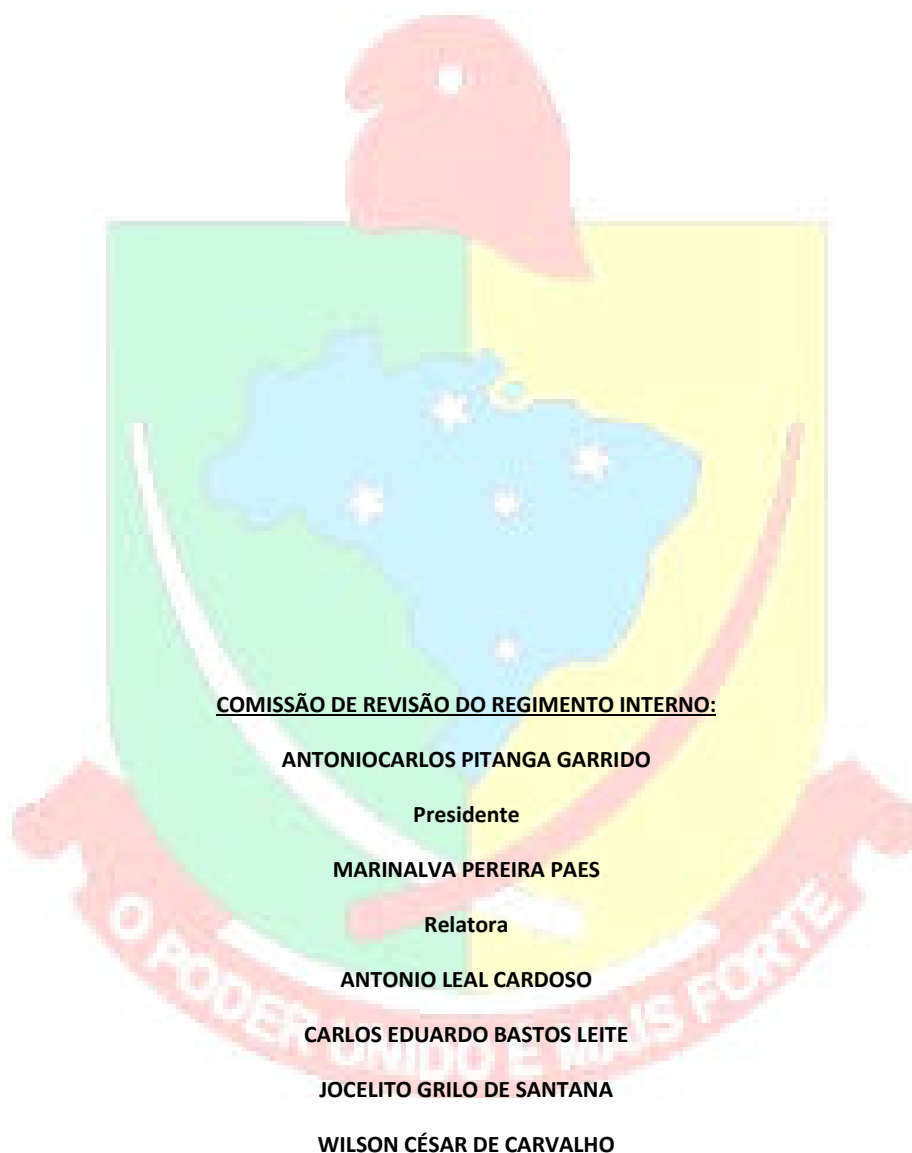 COMISSÃO DE REVISÃO DO REGIMENTO INTERNO:
ANTONIOCARLOS PITANGA GARRIDO
Presidente
MARINALVA PEREIRA PAES
Relatora
ANTONIO LEAL CARDOSO
CARLOS EDUARDO BASTOS LEITE
JOCELITO GRILO DE SANTANA
WILSON CÉSAR DE CARVALHO
O PODER UNIDO É MAIS FORTE